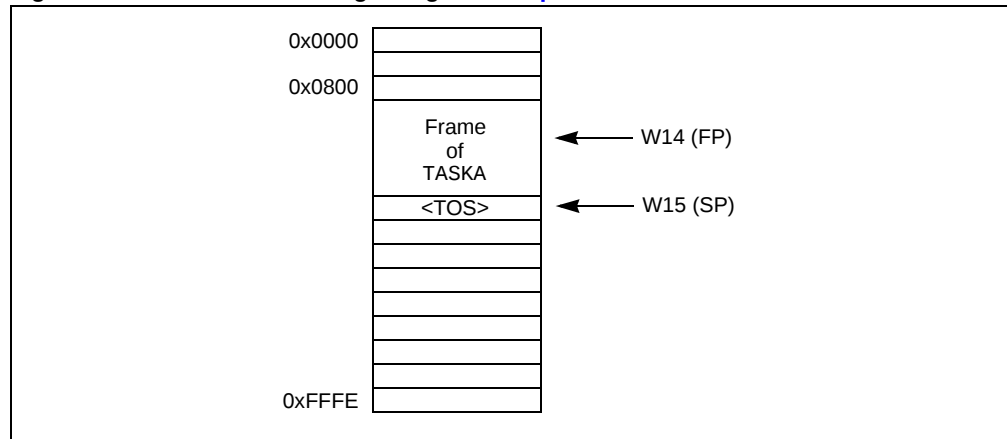 0x0000
0x0800
Frame
of
TASKA
W14 (FP)
<TOS>
W15 (SP)
0xFFFE